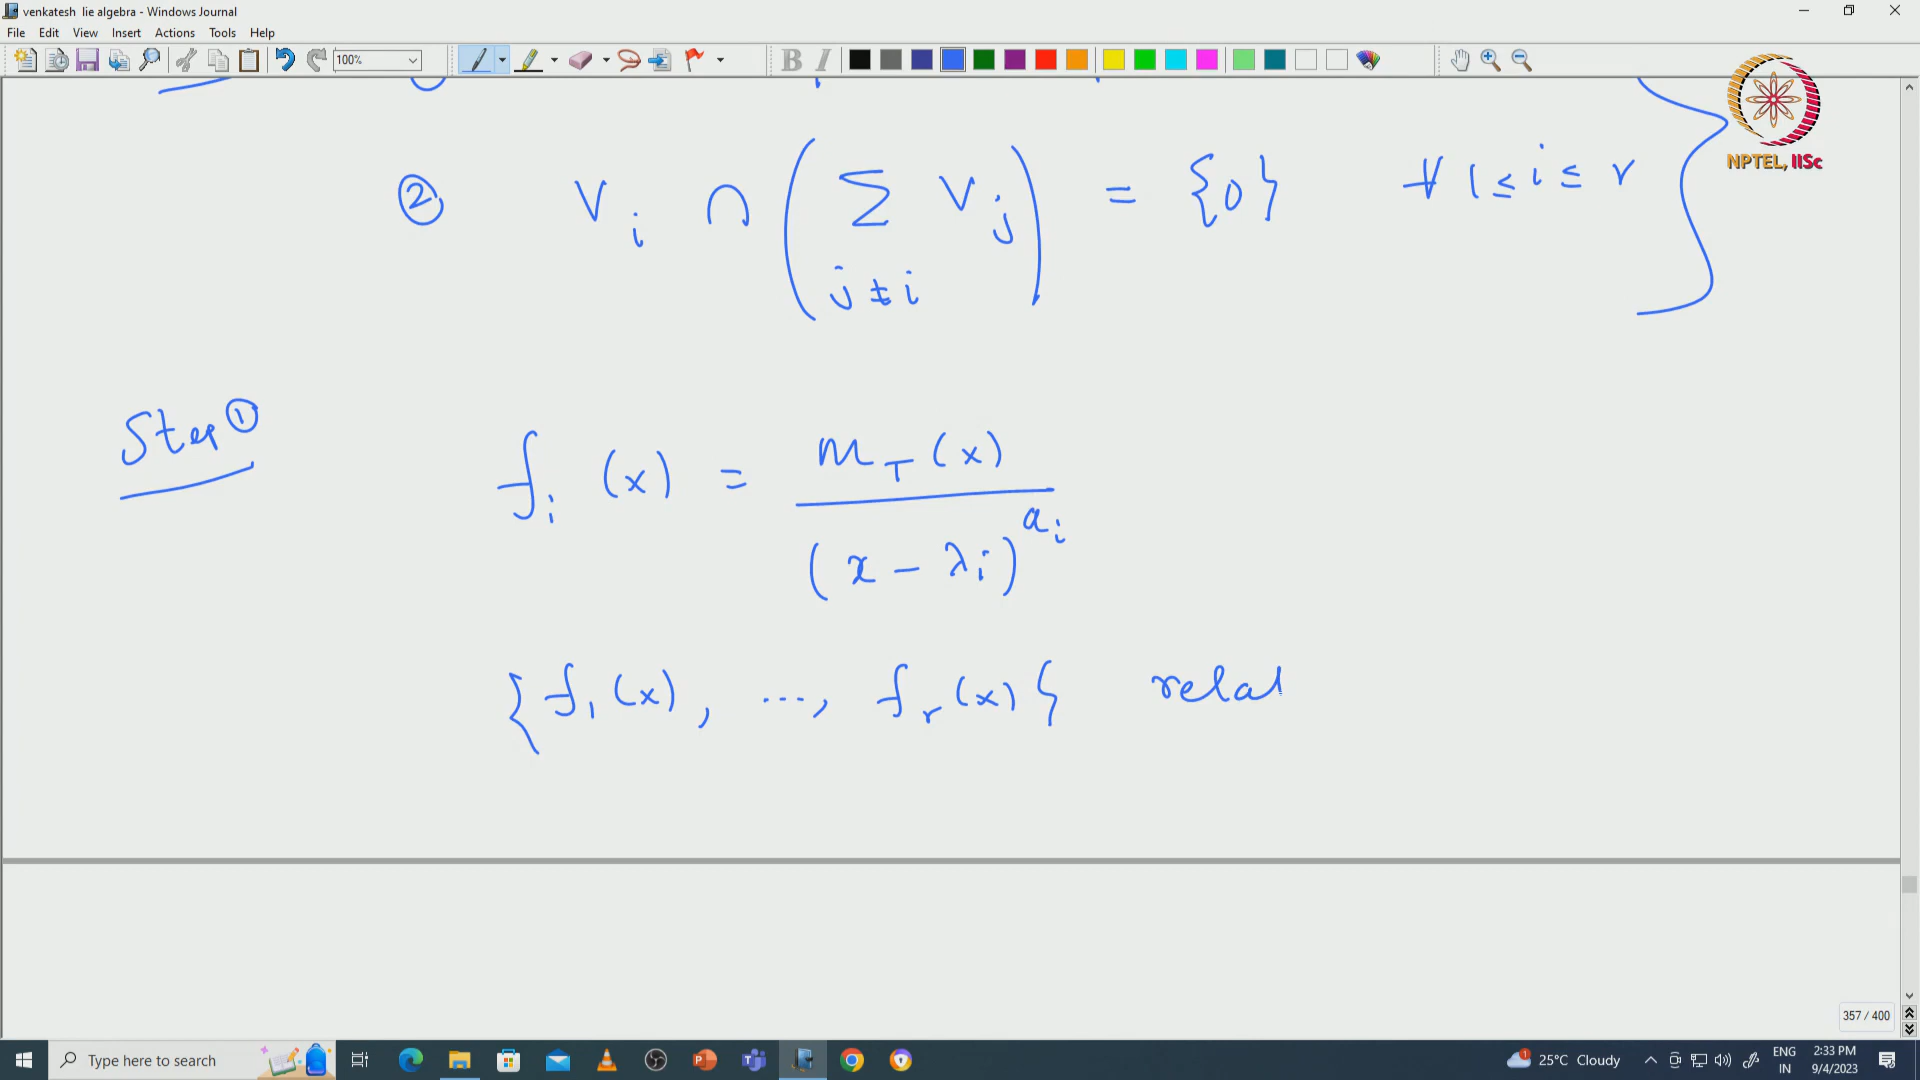 venkatesh lie algebra - Windows Journal
File Edit View Insert Actions Tools Help
100%
B I
NPTEL, IISc
② V_i ∩ ( Σ_{j≠i} V_j ) = {0} ∀ 1 ≤ i ≤ r
Step ①
f_i (x) = m_T (x) / (x - λ_i)^{a_i}
{ f_1 (x), ..., f_r (x) } relat
357 / 400
Type here to search
25°C Cloudy
ENG
IN
2:33 PM
9/4/2023